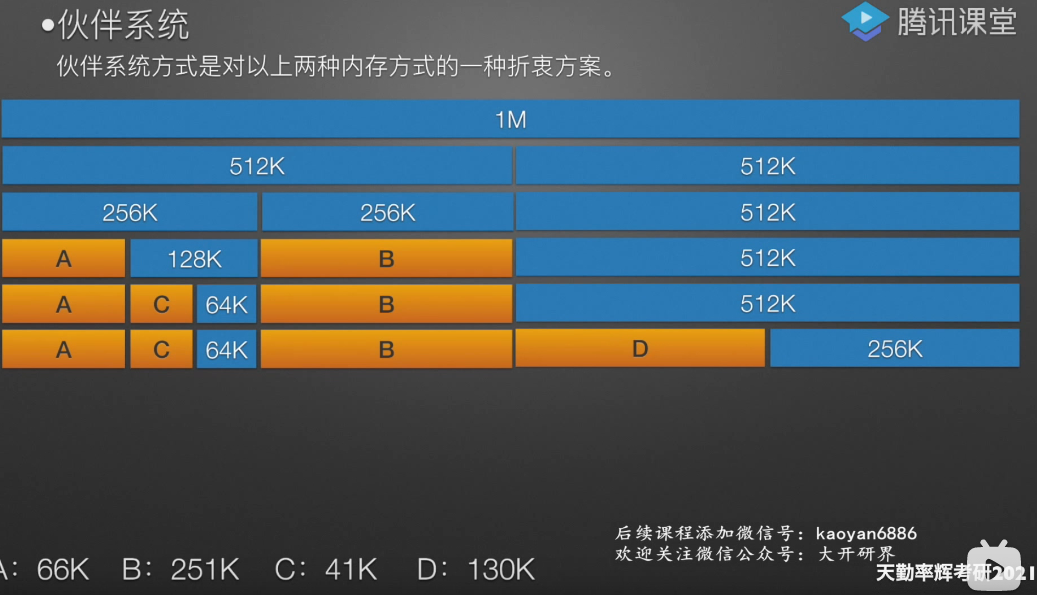 ●伙伴系统
腾讯课堂
伙伴系统方式是对以上两种内存方式的一种折衷方案。
1M
512K 512K
256K 256K 512K
A 128K B 512K
A C 64K B 512K
A C 64K B D 256K
后续课程添加微信号：kaoyan6886
欢迎关注微信公众号：大开研界
A：66K B：251K C：41K D：130K
天勤率辉考研2021